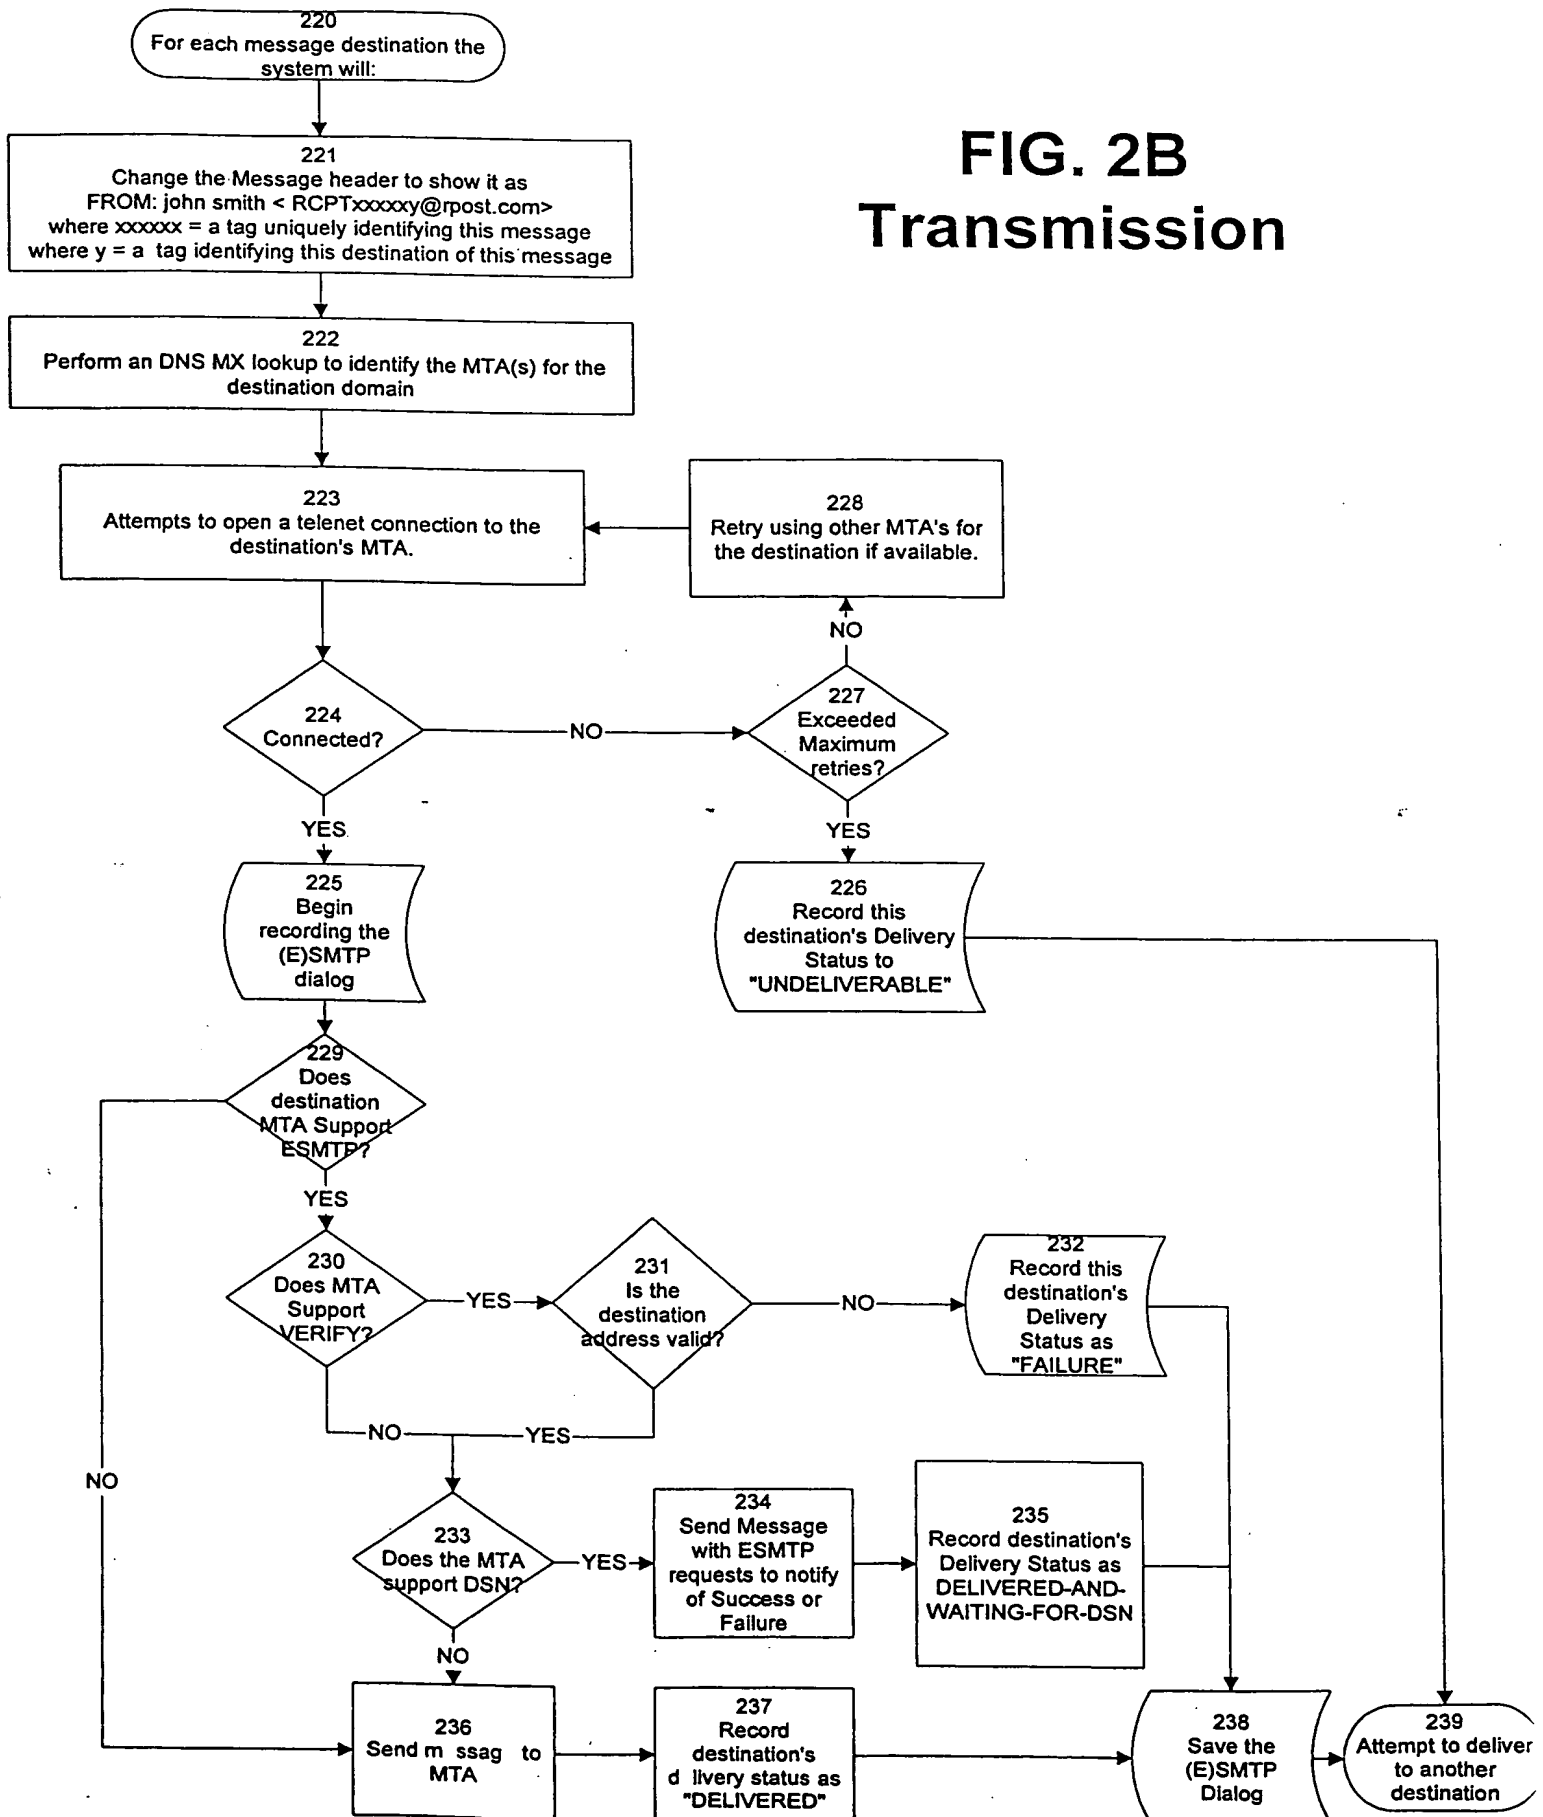 220
For each message destination the
system will:
FIG. 2B
Transmission
221
Change the Message header to show it as
FROM: john smith < RCPTxxxxxy@rpost.com>
where xxxxxx = a tag uniquely identifying this message
where y = a tag identifying this destination of this message
222
Perform an DNS MX lookup to identify the MTA(s) for the
destination domain
223
Attempts to open a telenet connection to the
destination's MTA.
228
Retry using other MTA's for
the destination if available.
NO
224
Connected?
NO
227
Exceeded
Maximum
retries?
YES
YES
225
Begin
recording the
(E)SMTP
dialog
226
Record this
destination's Delivery
Status to
"UNDELIVERABLE"
229
Does
destination
MTA Support
ESMTP?
YES
230
Does MTA
Support
VERIFY?
YES
231
Is the
destination
address valid?
NO
232
Record this
destination's
Delivery
Status as
"FAILURE"
NO
YES
NO
233
Does the MTA
support DSN?
YES
234
Send Message
with ESMTP
requests to notify
of Success or
Failure
235
Record destination's
Delivery Status as
DELIVERED-AND-
WAITING-FOR-DSN
NO
236
Send m ssag to
MTA
237
Record
destination's
d livery status as
"DELIVERED"
238
Save the
(E)SMTP
Dialog
239
Attempt to deliver
to another
destination